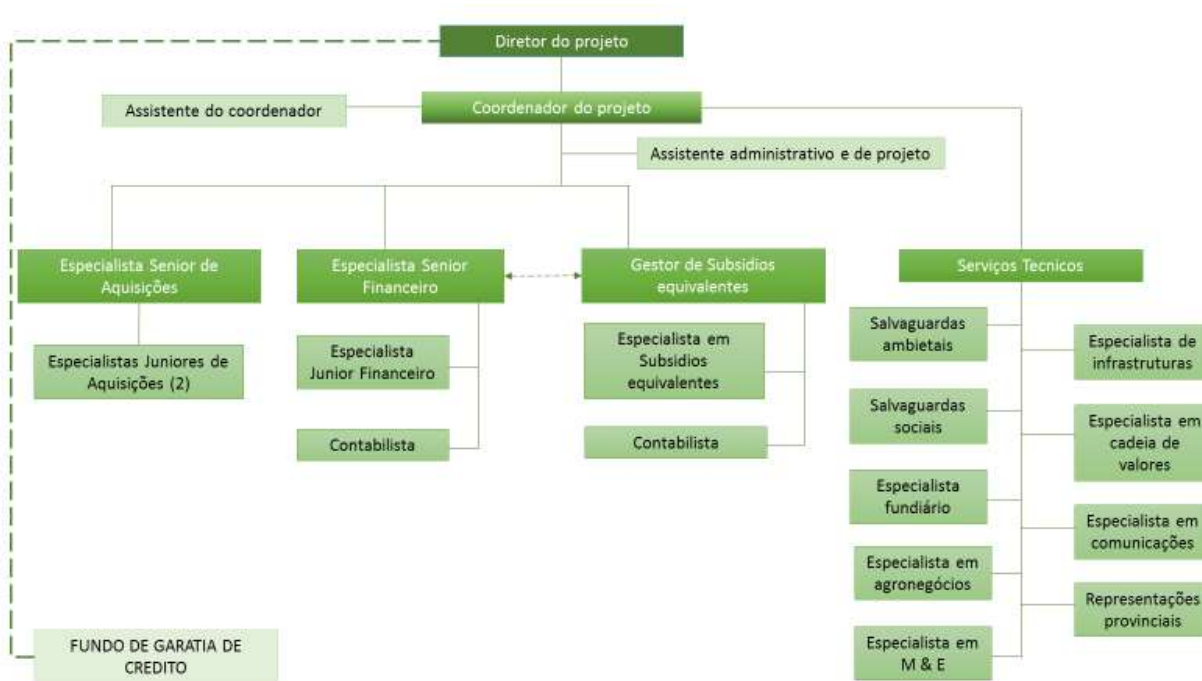 Diretor do projeto
Assistente do coordenador
Coordenador do projeto
Assistente administrativo e de projeto
Especialista Senior de
Aquisições
Especialista Senior
Financeiro
Gestor de Subsidios
equivalentes
Serviços Tecnicos
Especialistas Juniores de
Aquisições (2)
Especialista
Junior Financeiro
Contabilista
Especialista em
Subsidios
equivalentes
Contabilista
Salvaguardas
ambietais
Especialista de
infrastruturas
Salvaguardas
sociais
Especialista em
cadeia de
valores
Especialista
fundiário
Especialista em
comunicações
Especialista em
agronegócios
Representações
provinciais
Especialista em
M & E
FUNDO DE GARATIA DE
CREDITO